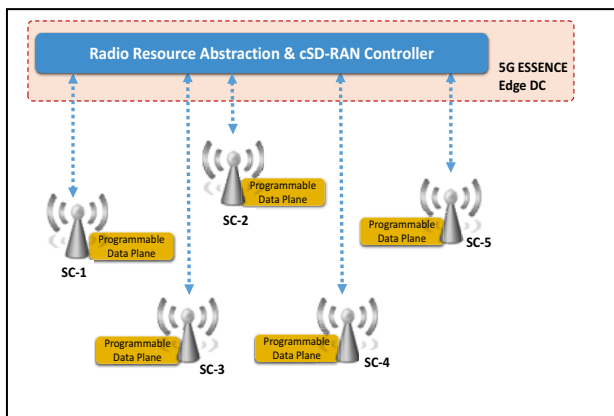 Radio Resource Abstraction & cSD-RAN Controller
5G ESSENCE
Edge DC
Programmable
Data Plane
SC-2
Programmable
Data Plane
SC-1
Programmable
Data Plane
SC-5
Programmable
Data Plane
SC-3
Programmable
Data Plane
SC-4